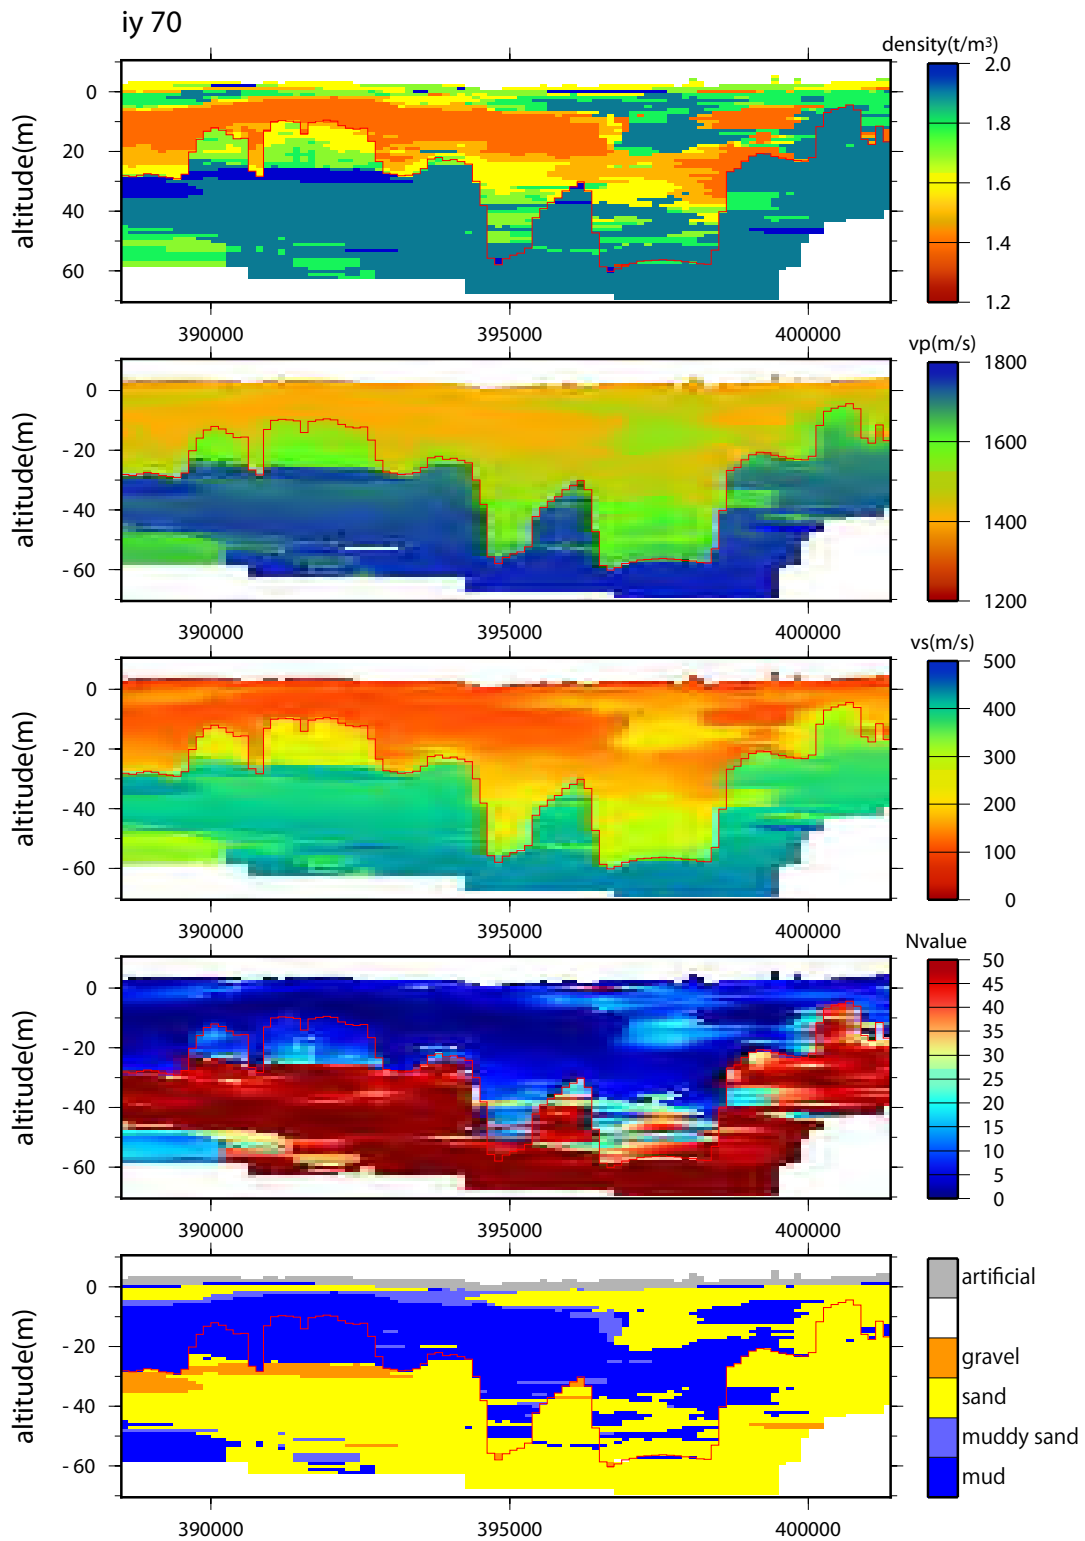 iy 70
density(t/m³)
altitude(m)
0
20
40
60
2.0
1.8
1.6
1.4
1.2
390000 395000 400000
vp(m/s)
altitude(m)
0
-20
-40
-60
1800
1600
1400
1200
390000 395000 400000
vs(m/s)
altitude(m)
0
-20
-40
-60
500
400
300
200
100
0
390000 395000 400000
Nvalue
altitude(m)
0
-20
-40
-60
50
45
40
35
30
25
20
15
10
5
0
390000 395000 400000
altitude(m)
0
-20
-40
-60
artificial
gravel
sand
muddy sand
mud
390000 395000 400000